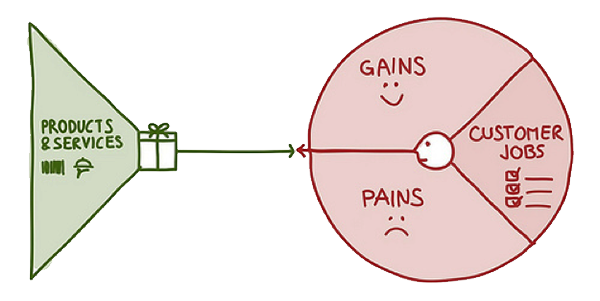 PRODUCTS
& SERVICES
GAINS
CUSTOMER
JOBS
PAINS